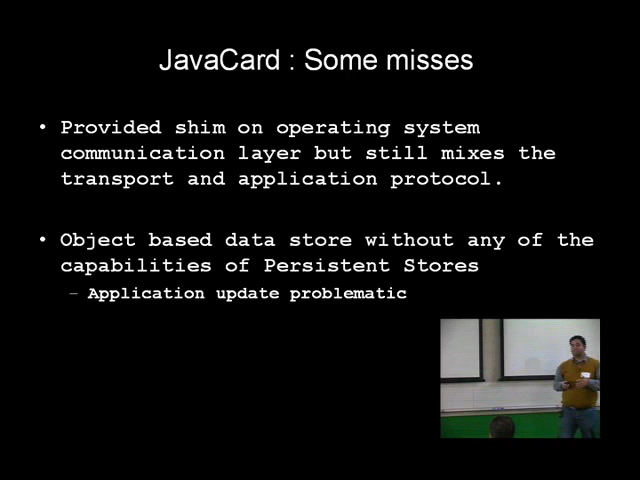 JavaCard : Some misses
• Provided shim on operating system
communication layer but still mixes the
transport and application protocol.
• Object based data store without any of the
capabilities of Persistent Stores
– Application update problematic